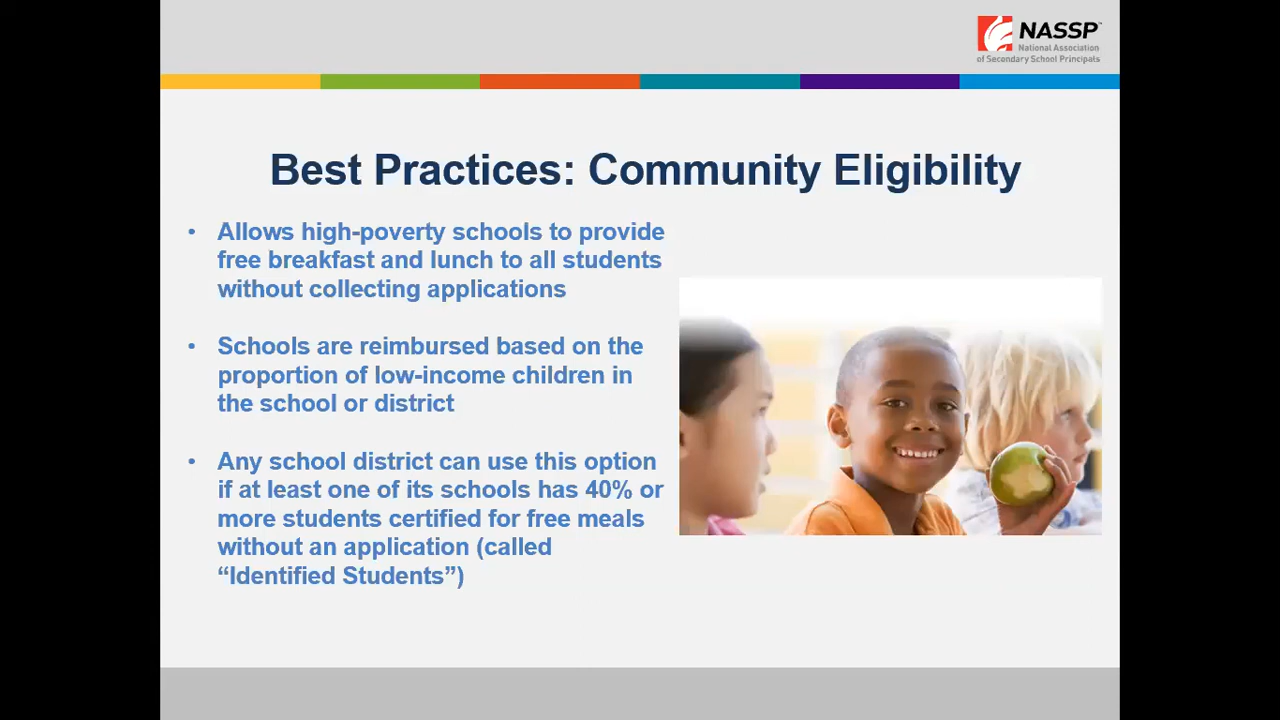 NASSP™
National Association
of Secondary School Principals
Best Practices: Community Eligibility
• Allows high-poverty schools to provide
free breakfast and lunch to all students
without collecting applications
• Schools are reimbursed based on the
proportion of low-income children in
the school or district
• Any school district can use this option
if at least one of its schools has 40% or
more students certified for free meals
without an application (called
“Identified Students”)